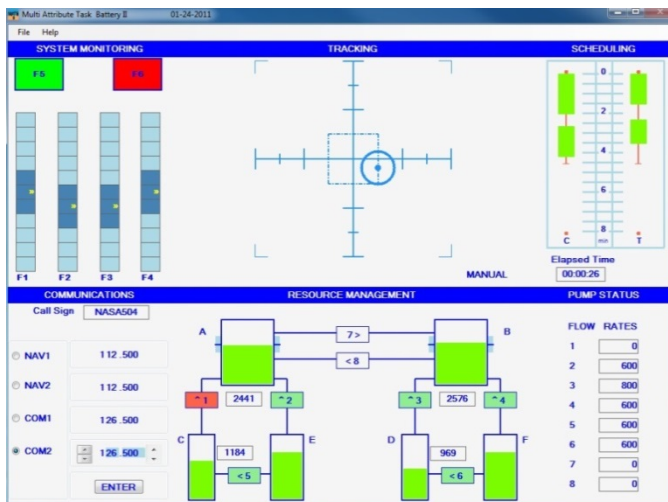 Multi Attribute Task Battery II 01-24-2011
File Help
SYSTEM MONITORING
F5 F6
F1 F2 F3 F4
TRACKING
MANUAL
SCHEDULING
0
2
4
6
8
C min T
Elapsed Time
00:00:26
COMMUNICATIONS
Call Sign NASA504
NAV1 112.500
NAV2 112.500
COM1 126.500
COM2 126.500
ENTER
RESOURCE MANAGEMENT
A 7 > B
< 8
^ 1 2441 ^ 2 ^ 3 2576 ^ 4
C 1184 E D 969 F
< 5 < 6
PUMP STATUS
FLOW RATES
1 0
2 600
3 800
4 600
5 600
6 600
7 0
8 0